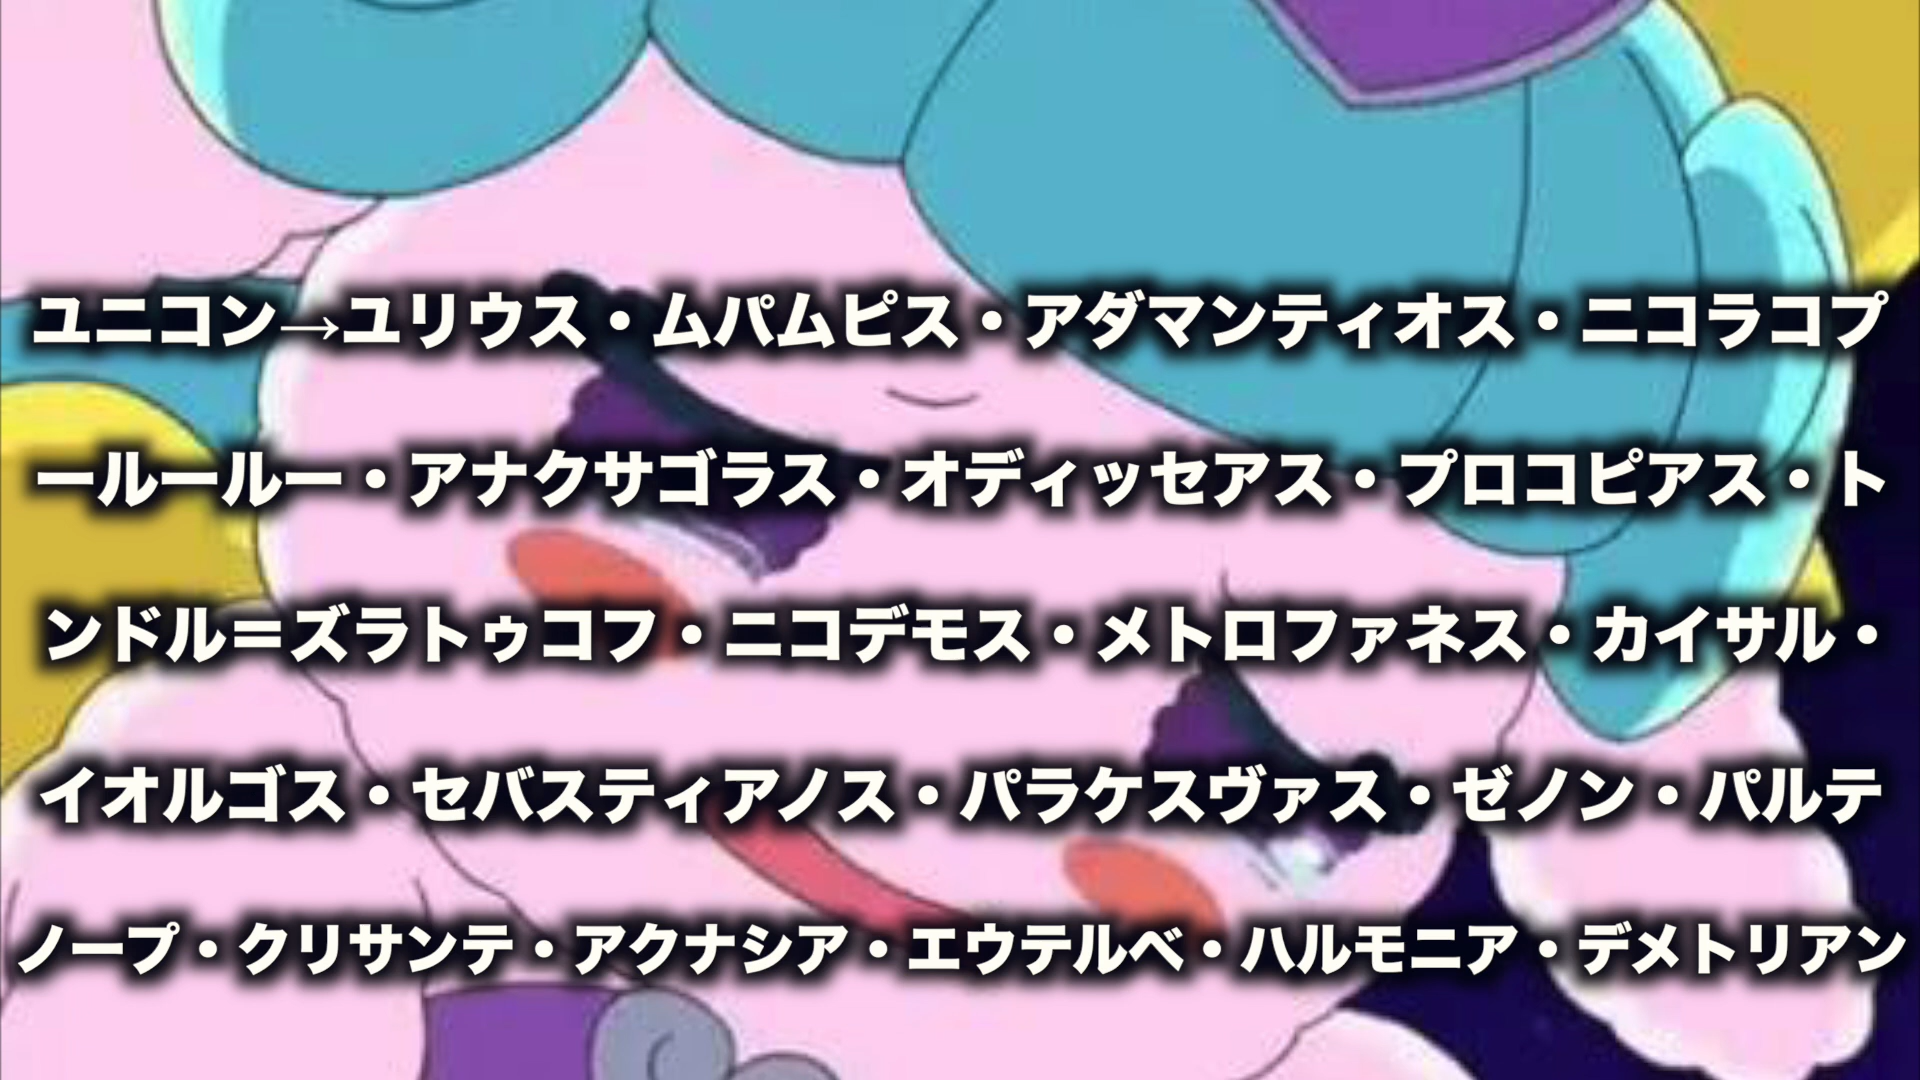 ユニコン→ユリウス・ムパムピス・アダマンティオス・ニコラコプ
ールールー・アナクサゴラス・オディッセアス・プロコピアス・ト
ンドル＝ズラトゥコフ・ニコデモス・メトロファネス・カイサル・
イオルゴス・セバスティアノス・パラケスヴァス・ゼノン・パルテ
ノープ・クリサンテ・アクナシア・エウテルベ・ハルモニア・デメトリアン